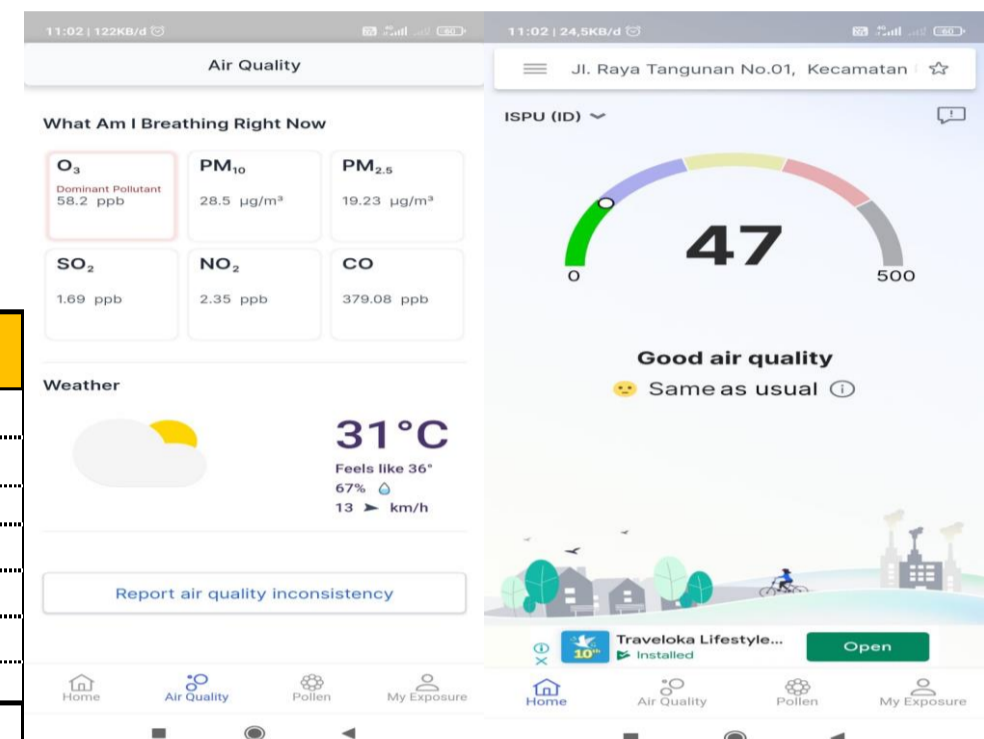 11:02 | 122KB/d
60
Air Quality
What Am I Breathing Right Now
O₃
Dominant Pollutant
58.2 ppb
PM₁₀
28.5 µg/m³
PM₂.₅
19.23 µg/m³
SO₂
1.69 ppb
NO₂
2.35 ppb
CO
379.08 ppb
Weather
31°C
Feels like 36°
67%
13 ➤ km/h
Report air quality inconsistency
Home
Air Quality
Pollen
My Exposure
11:02 | 24,5KB/d
60
Jl. Raya Tangunan No.01, Kecamatan
ISPU (ID)
47
0
500
Good air quality
Same as usual
10th
Traveloka Lifestyle...
Installed
Open
Home
Air Quality
Pollen
My Exposure